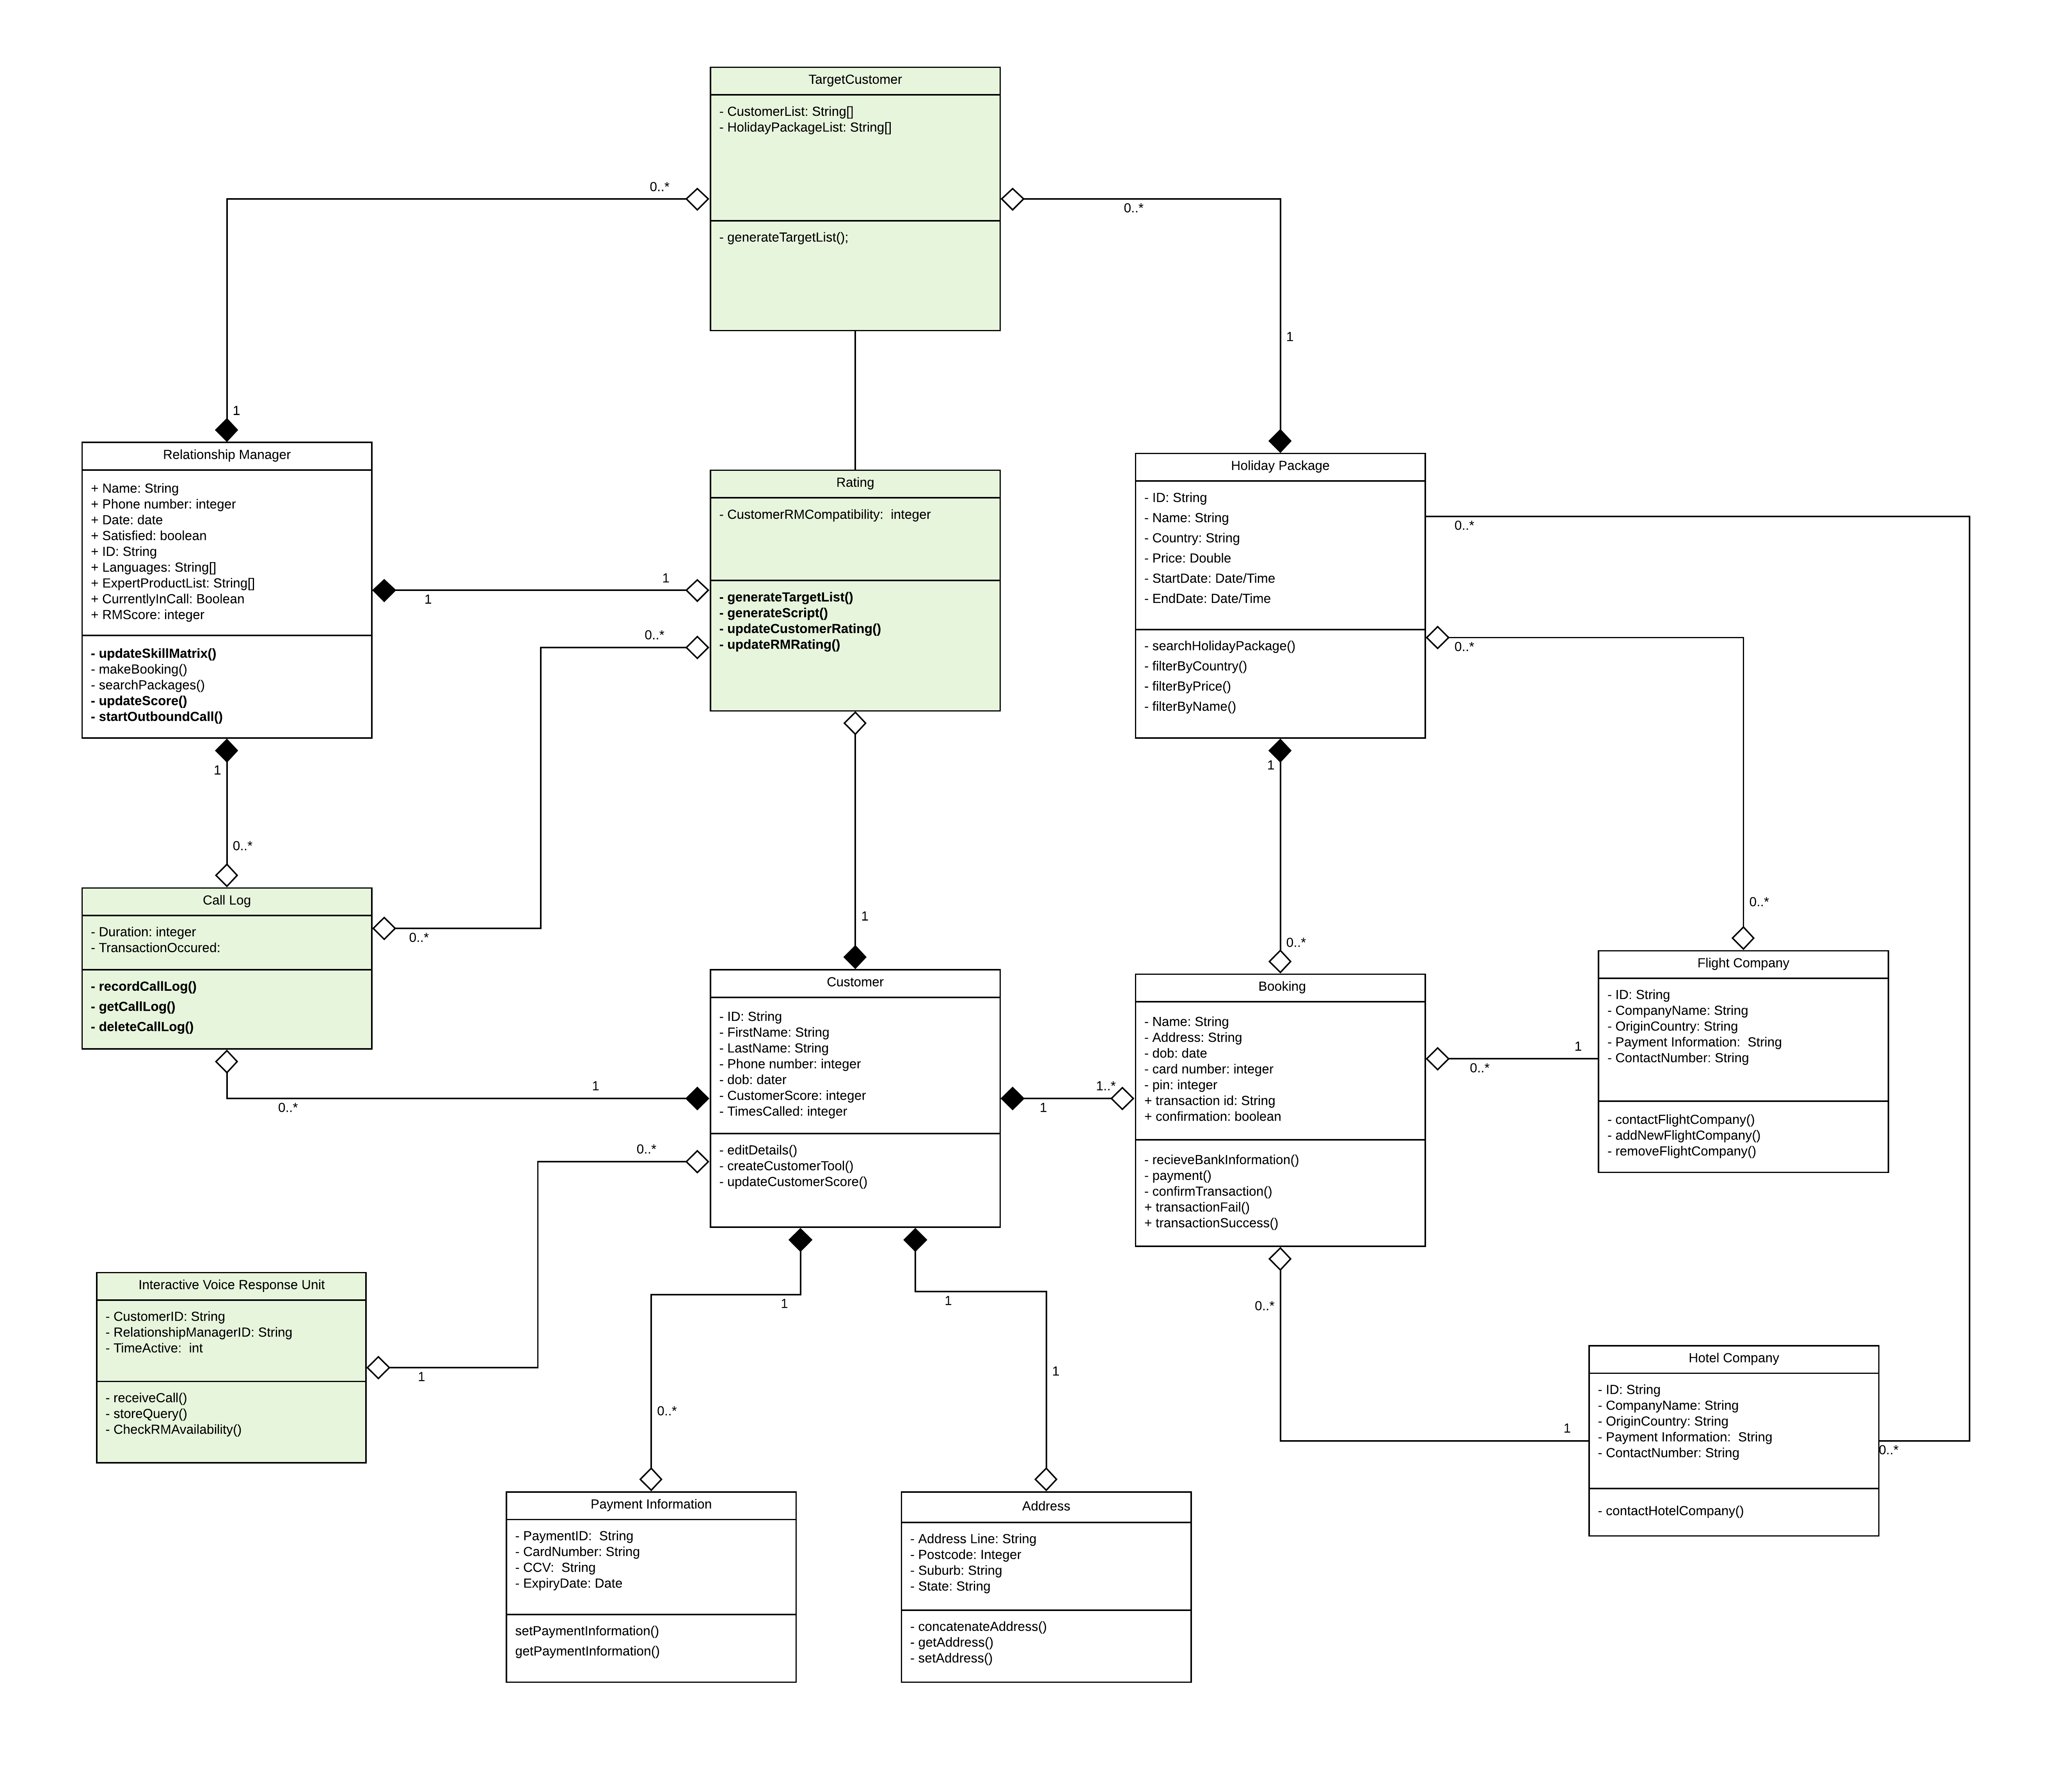 TargetCustomer
- CustomerList: String[]
- HolidayPackageList: String[]
- generateTargetList();
0..*
0..*
1
1
Relationship Manager
+ Name: String
+ Phone number: integer
+ Date: date
+ Satisfied: boolean
+ ID: String
+ Languages: String[]
+ ExpertProductList: String[]
+ CurrentlyInCall: Boolean
+ RMScore: integer
- updateSkillMatrix()
- makeBooking()
- searchPackages()
- updateScore()
- startOutboundCall()
1
1
Rating
- CustomerRMCompatibility:  integer
- generateTargetList()
- generateScript()
- updateCustomerRating()
- updateRMRating()
0..*
Holiday Package
- ID: String
- Name: String
- Country: String
- Price: Double
- StartDate: Date/Time
- EndDate: Date/Time
- searchHolidayPackage()
- filterByCountry()
- filterByPrice()
- filterByName()
0..*
0..*
1
0..*
1
0..*
Call Log
- Duration: integer
- TransactionOccured:
- recordCallLog()
- getCallLog()
- deleteCallLog()
0..*
1
0..*
1
Customer
- ID: String
- FirstName: String
- LastName: String
- Phone number: integer
- dob: dater
- CustomerScore: integer
- TimesCalled: integer
- editDetails()
- createCustomerTool()
- updateCustomerScore()
0..*
1
1..*
0..*
Booking
- Name: String
- Address: String
- dob: date
- card number: integer
- pin: integer
+ transaction id: String
+ confirmation: boolean
- recieveBankInformation()
- payment()
- confirmTransaction()
+ transactionFail()
+ transactionSuccess()
0..*
1
0..*
Flight Company
- ID: String
- CompanyName: String
- OriginCountry: String
- Payment Information:  String
- ContactNumber: String
- contactFlightCompany()
- addNewFlightCompany()
- removeFlightCompany()
Interactive Voice Response Unit
- CustomerID: String
- RelationshipManagerID: String
- TimeActive:  int
- receiveCall()
- storeQuery()
- CheckRMAvailability()
1
1
1
0..*
1
0..*
1
0..*
Hotel Company
- ID: String
- CompanyName: String
- OriginCountry: String
- Payment Information:  String
- ContactNumber: String
- contactHotelCompany()
Payment Information
- PaymentID:  String
- CardNumber: String
- CCV:  String
- ExpiryDate: Date
setPaymentInformation()
getPaymentInformation()
Address
- Address Line: String
- Postcode: Integer
- Suburb: String
- State: String
- concatenateAddress()
- getAddress()
- setAddress()